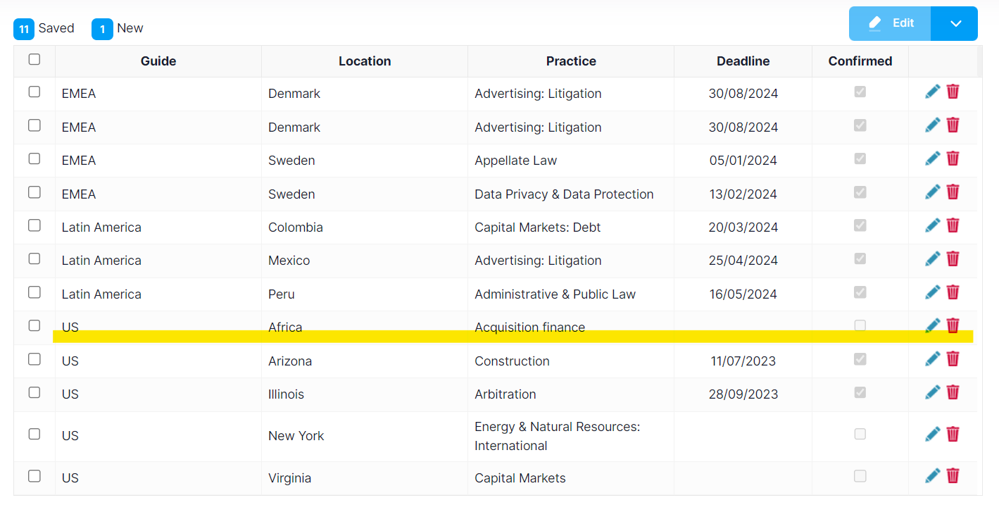 11 Saved 1 New Edit
Guide Location Practice Deadline Confirmed
EMEA Denmark Advertising: Litigation 30/08/2024
EMEA Denmark Advertising: Litigation 30/08/2024
EMEA Sweden Appellate Law 05/01/2024
EMEA Sweden Data Privacy & Data Protection 13/02/2024
Latin America Colombia Capital Markets: Debt 20/03/2024
Latin America Mexico Advertising: Litigation 25/04/2024
Latin America Peru Administrative & Public Law 16/05/2024
US Africa Acquisition finance
US Arizona Construction 11/07/2023
US Illinois Arbitration 28/09/2023
US New York Energy & Natural Resources:
International
US Virginia Capital Markets